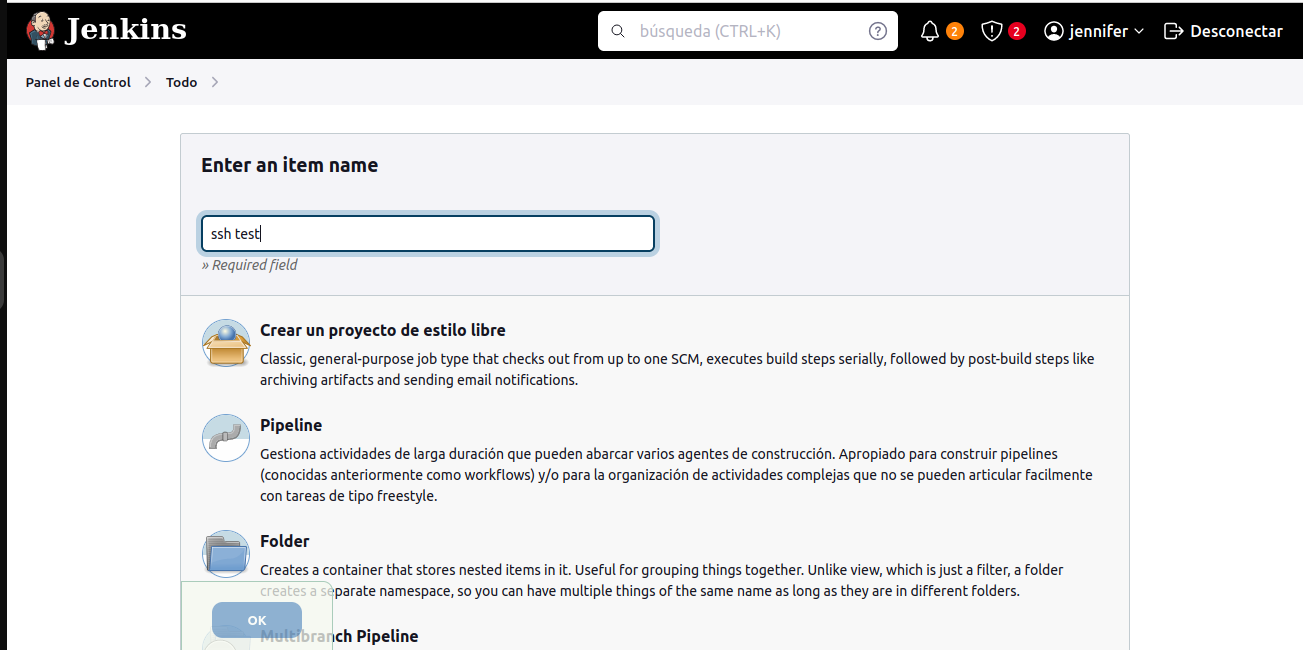 Jenkins
búsqueda (CTRL+K)
?
2
2
jennifer
Desconectar
Panel de Control
Todo
Enter an item name
ssh test
» Required field
Crear un proyecto de estilo libre
Classic, general-purpose job type that checks out from up to one SCM, executes build steps serially, followed by post-build steps like
archiving artifacts and sending email notifications.
Pipeline
Gestiona actividades de larga duración que pueden abarcar varios agentes de construcción. Apropiado para construir pipelines
(conocidas anteriormente como workflows) y/o para la organización de actividades complejas que no se pueden articular facilmente
con tareas de tipo freestyle.
Folder
Creates a container that stores nested items in it. Useful for grouping things together. Unlike view, which is just a filter, a folder
creates a separate namespace, so you can have multiple things of the same name as long as they are in different folders.
OK
Multibranch Pipeline